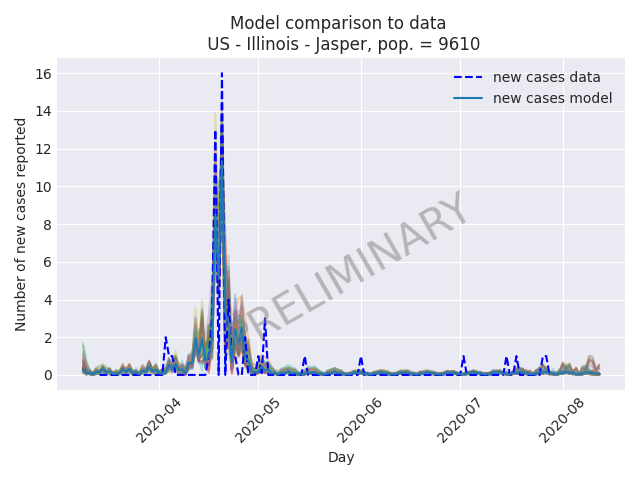 Model comparison to data
US - Illinois - Jasper, pop. = 9610
new cases data
new cases model
Number of new cases reported
16
14
12
10
8
6
4
2
0
PRELIMINARY
2020-04
2020-05
2020-06
2020-07
2020-08
Day